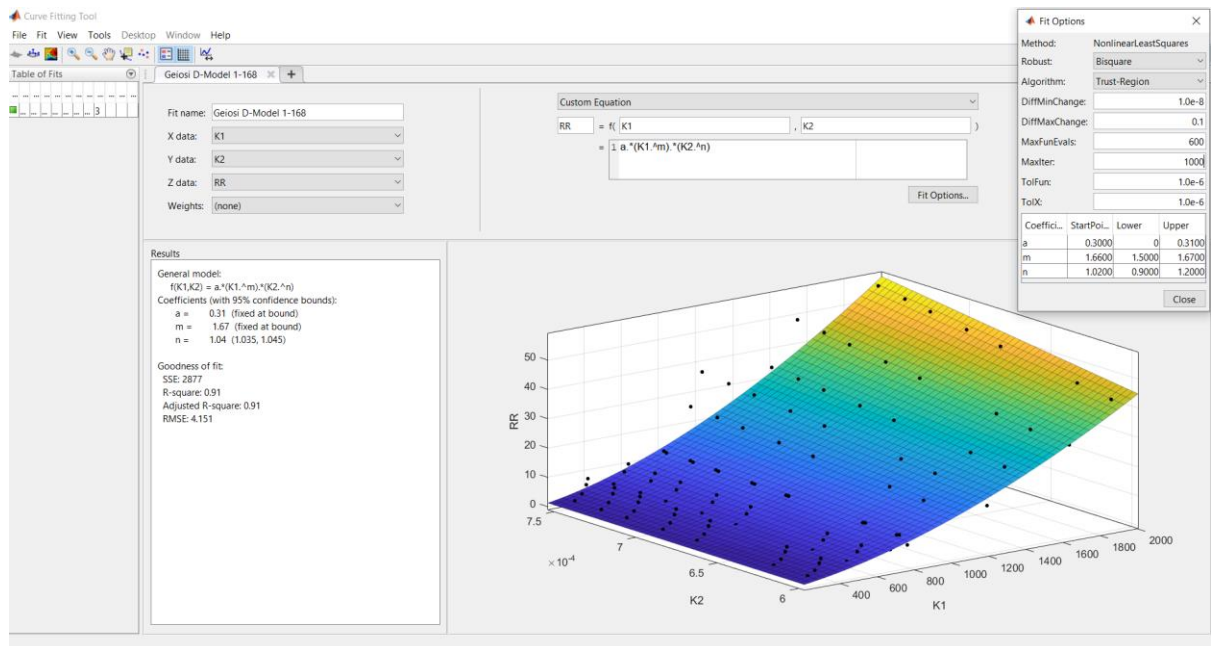 Curve Fitting Tool
File Fit View Tools Desktop Window Help
Table of Fits
Geiosi D-Model 1-168
... ... ... ... ... ... ... ... ... ... ... ...
... ... ... ... ... ... 3
Fit name: Geiosi D-Model 1-168
X data: K1
Y data: K2
Z data: RR
Weights: (none)
Custom Equation
RR = f( K1 , K2 )
= 1 a.*(K1.^m).*(K2.^n)
Fit Options...
Fit Options
Method: NonlinearLeastSquares
Robust: Bisquare
Algorithm: Trust-Region
DiffMinChange: 1.0e-8
DiffMaxChange: 0.1
MaxFunEvals: 600
MaxIter: 1000
TolFun: 1.0e-6
TolX: 1.0e-6
Coeffici... StartPoi... Lower Upper
a 0.3000 0 0.3100
m 1.6600 1.5000 1.6700
n 1.0200 0.9000 1.2000
Close
Results
General model:
f(K1,K2) = a.*(K1.^m).*(K2.^n)
Coefficients (with 95% confidence bounds):
a = 0.31 (fixed at bound)
m = 1.67 (fixed at bound)
n = 1.04 (1.035, 1.045)
Goodness of fit:
SSE: 2877
R-square: 0.91
Adjusted R-square: 0.91
RMSE: 4.151
50
40
30
20
10
0
RR
7.5
7
6.5
6
×10-4
K2
400
600
800
1000
1200
1400
1600
1800
2000
K1